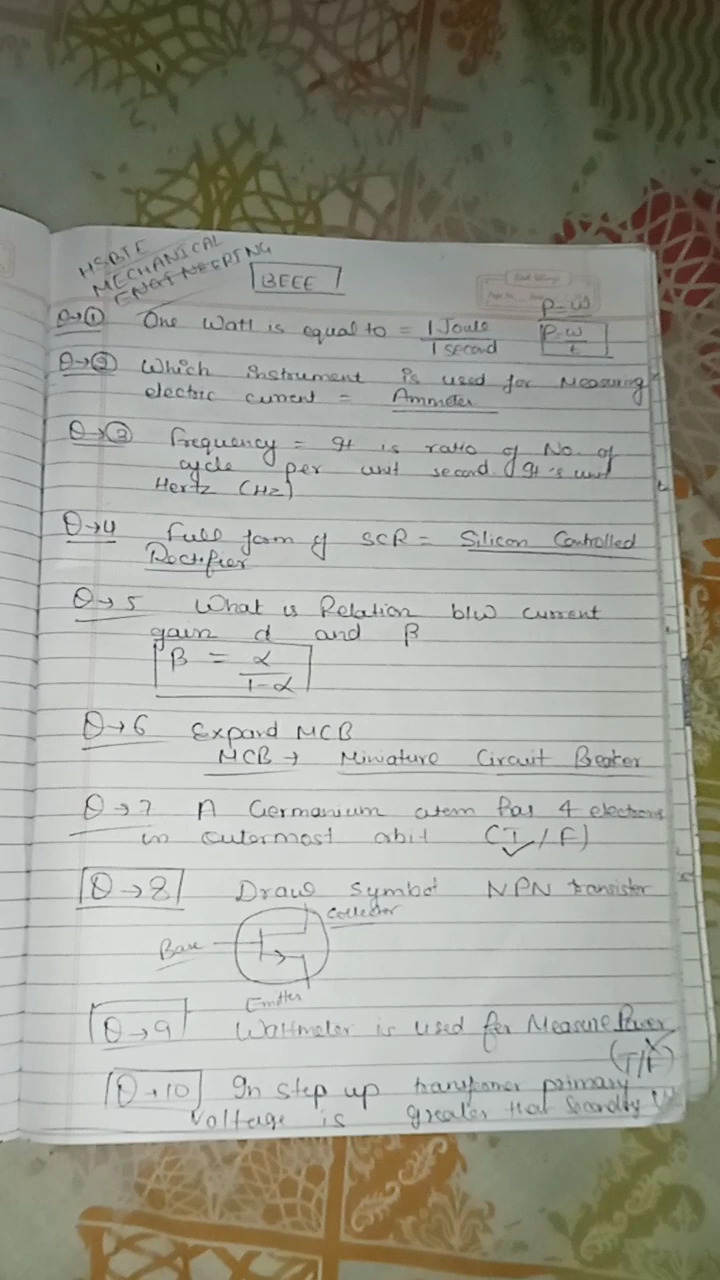 HSBTE
MECHANICAL
ENGINEERING
BEEE
P = W
Q→① One Watt is equal to = 1 Joule / 1 second P = W / t
Q→② Which instrument is used for Measuring
electric current = Ammeter
Q→③ Frequency = It is ratio of No. of
cycle per unit second It's unit
Hertz (Hz)
Q→4 Full form of SCR = Silicon Controlled
Rectifier
Q→5 What is Relation b/w current
gain α and β
β = α / 1-α
Q→6 Expand MCB
MCB → Miniature Circuit Breaker
Q→7 A Germanium atom has 4 electrons
in outermost orbit (T/F)
Q→8 Draw Symbol NPN transistor
Collector
Base
Emitter
Q→9 Wattmeter is used for Measure Power
(T/F)
Q→10 In step up transformer primary
Voltage is greater that Secondry